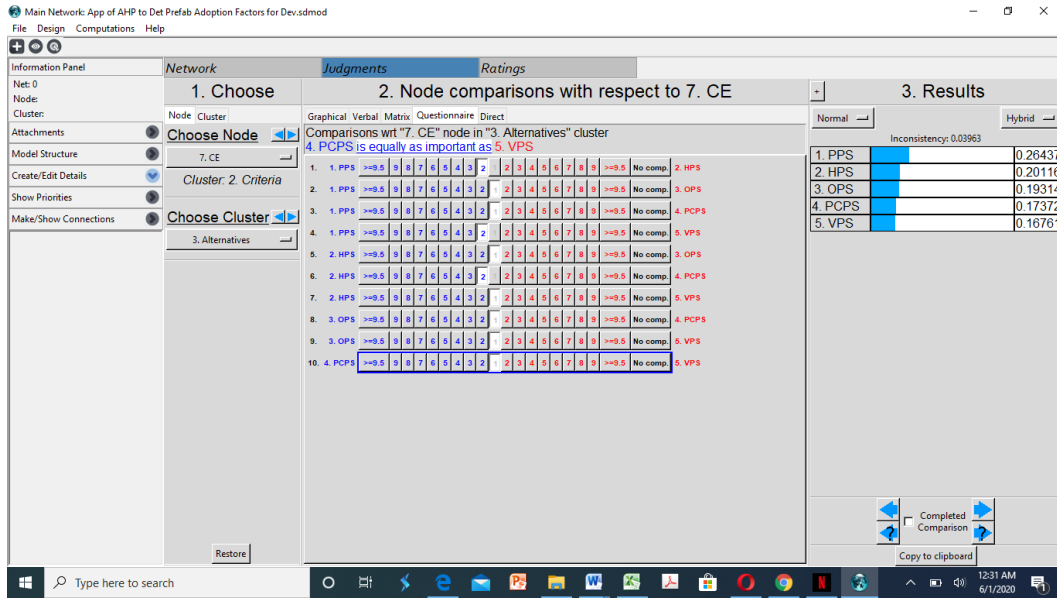 Main Network: App of AHP to Det Prefab Adoption Factors for Dev.sdmod
File Design Computations Help
Information Panel
Net: 0
Node:
Cluster:
Attachments
Model Structure
Create/Edit Details
Show Priorities
Make/Show Connections
Network Judgments Ratings
1. Choose
Node Cluster
Choose Node
7. CE
Cluster: 2. Criteria
Choose Cluster
3. Alternatives
Restore
2. Node comparisons with respect to 7. CE
Graphical Verbal Matrix Questionnaire Direct
Comparisons wrt "7. CE" node in "3. Alternatives" cluster
4. PCPS is equally as important as 5. VPS
1. 1. PPS >=9.5 9 8 7 6 5 4 3 2 1 2 3 4 5 6 7 8 9 >=9.5 No comp. 2. HPS
2. 1. PPS >=9.5 9 8 7 6 5 4 3 2 1 2 3 4 5 6 7 8 9 >=9.5 No comp. 3. OPS
3. 1. PPS >=9.5 9 8 7 6 5 4 3 2 1 2 3 4 5 6 7 8 9 >=9.5 No comp. 4. PCPS
4. 1. PPS >=9.5 9 8 7 6 5 4 3 2 1 2 3 4 5 6 7 8 9 >=9.5 No comp. 5. VPS
5. 2. HPS >=9.5 9 8 7 6 5 4 3 2 1 2 3 4 5 6 7 8 9 >=9.5 No comp. 3. OPS
6. 2. HPS >=9.5 9 8 7 6 5 4 3 2 1 2 3 4 5 6 7 8 9 >=9.5 No comp. 4. PCPS
7. 2. HPS >=9.5 9 8 7 6 5 4 3 2 1 2 3 4 5 6 7 8 9 >=9.5 No comp. 5. VPS
8. 3. OPS >=9.5 9 8 7 6 5 4 3 2 1 2 3 4 5 6 7 8 9 >=9.5 No comp. 4. PCPS
9. 3. OPS >=9.5 9 8 7 6 5 4 3 2 1 2 3 4 5 6 7 8 9 >=9.5 No comp. 5. VPS
10. 4. PCPS >=9.5 9 8 7 6 5 4 3 2 1 2 3 4 5 6 7 8 9 >=9.5 No comp. 5. VPS
+ 3. Results
Normal Hybrid
Inconsistency: 0.03963
1. PPS 0.26437
2. HPS 0.20116
3. OPS 0.19314
4. PCPS 0.17372
5. VPS 0.16761
Completed
Comparison
Copy to clipboard
Type here to search
12:31 AM
6/1/2020